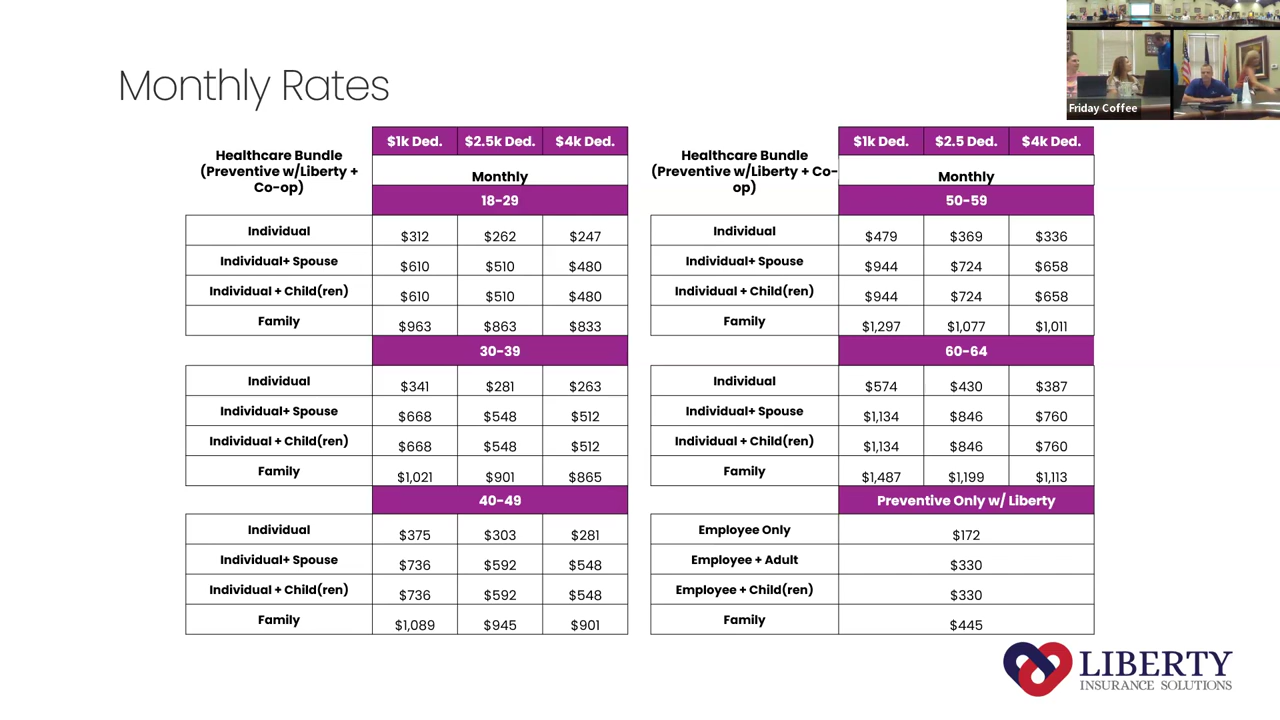 Monthly Rates
Friday Coffee
Healthcare Bundle
(Preventive w/Liberty +
Co-op)
$1k Ded. $2.5k Ded. $4k Ded.
Monthly
18-29
Individual $312 $262 $247
Individual+ Spouse $610 $510 $480
Individual + Child(ren) $610 $510 $480
Family $963 $863 $833
30-39
Individual $341 $281 $263
Individual+ Spouse $668 $548 $512
Individual + Child(ren) $668 $548 $512
Family $1,021 $901 $865
40-49
Individual $375 $303 $281
Individual+ Spouse $736 $592 $548
Individual + Child(ren) $736 $592 $548
Family $1,089 $945 $901
Healthcare Bundle
(Preventive w/Liberty + Co-
op)
$1k Ded. $2.5 Ded. $4k Ded.
Monthly
50-59
Individual $479 $369 $336
Individual+ Spouse $944 $724 $658
Individual + Child(ren) $944 $724 $658
Family $1,297 $1,077 $1,011
60-64
Individual $574 $430 $387
Individual+ Spouse $1,134 $846 $760
Individual + Child(ren) $1,134 $846 $760
Family $1,487 $1,199 $1,113
Preventive Only w/ Liberty
Employee Only $172
Employee + Adult $330
Employee + Child(ren) $330
Family $445
LIBERTY
INSURANCE SOLUTIONS